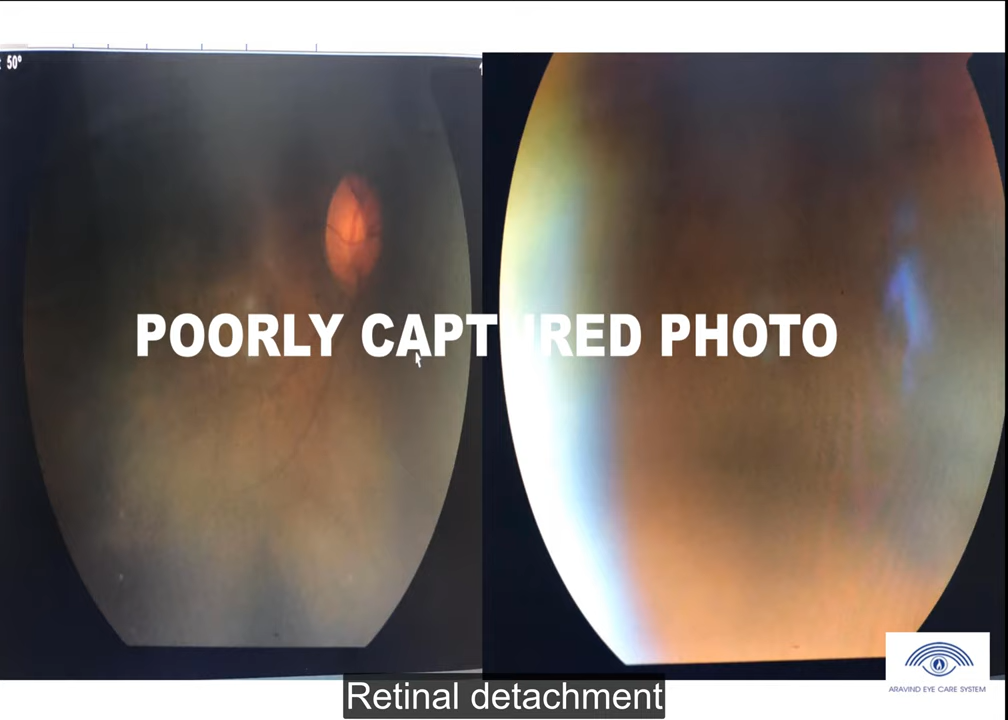 50°
POORLY CAPTURED PHOTO
ARAVIND EYE CARE SYSTEM
Retinal detachment